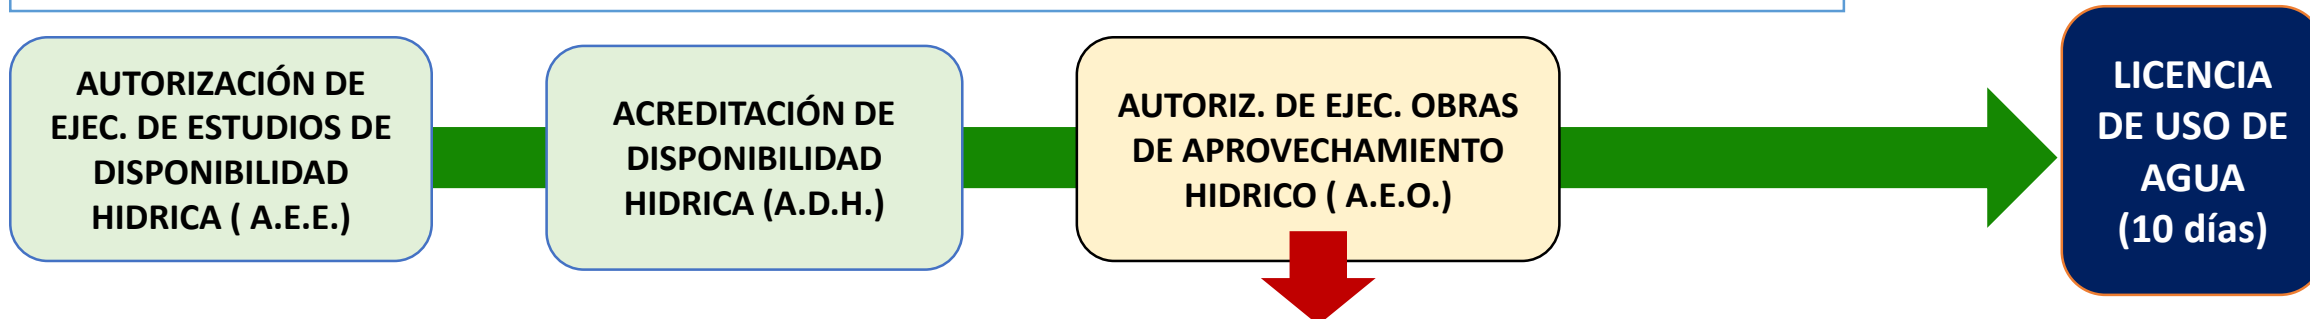 AUTORIZACIÓN DE
EJEC. DE ESTUDIOS DE
DISPONIBILIDAD
HIDRICA ( A.E.E.)
ACREDITACIÓN DE
DISPONIBILIDAD
HIDRICA (A.D.H.)
AUTORIZ. DE EJEC. OBRAS
DE APROVECHAMIENTO
HIDRICO ( A.E.O.)
LICENCIA
DE USO DE
AGUA
(10 días)